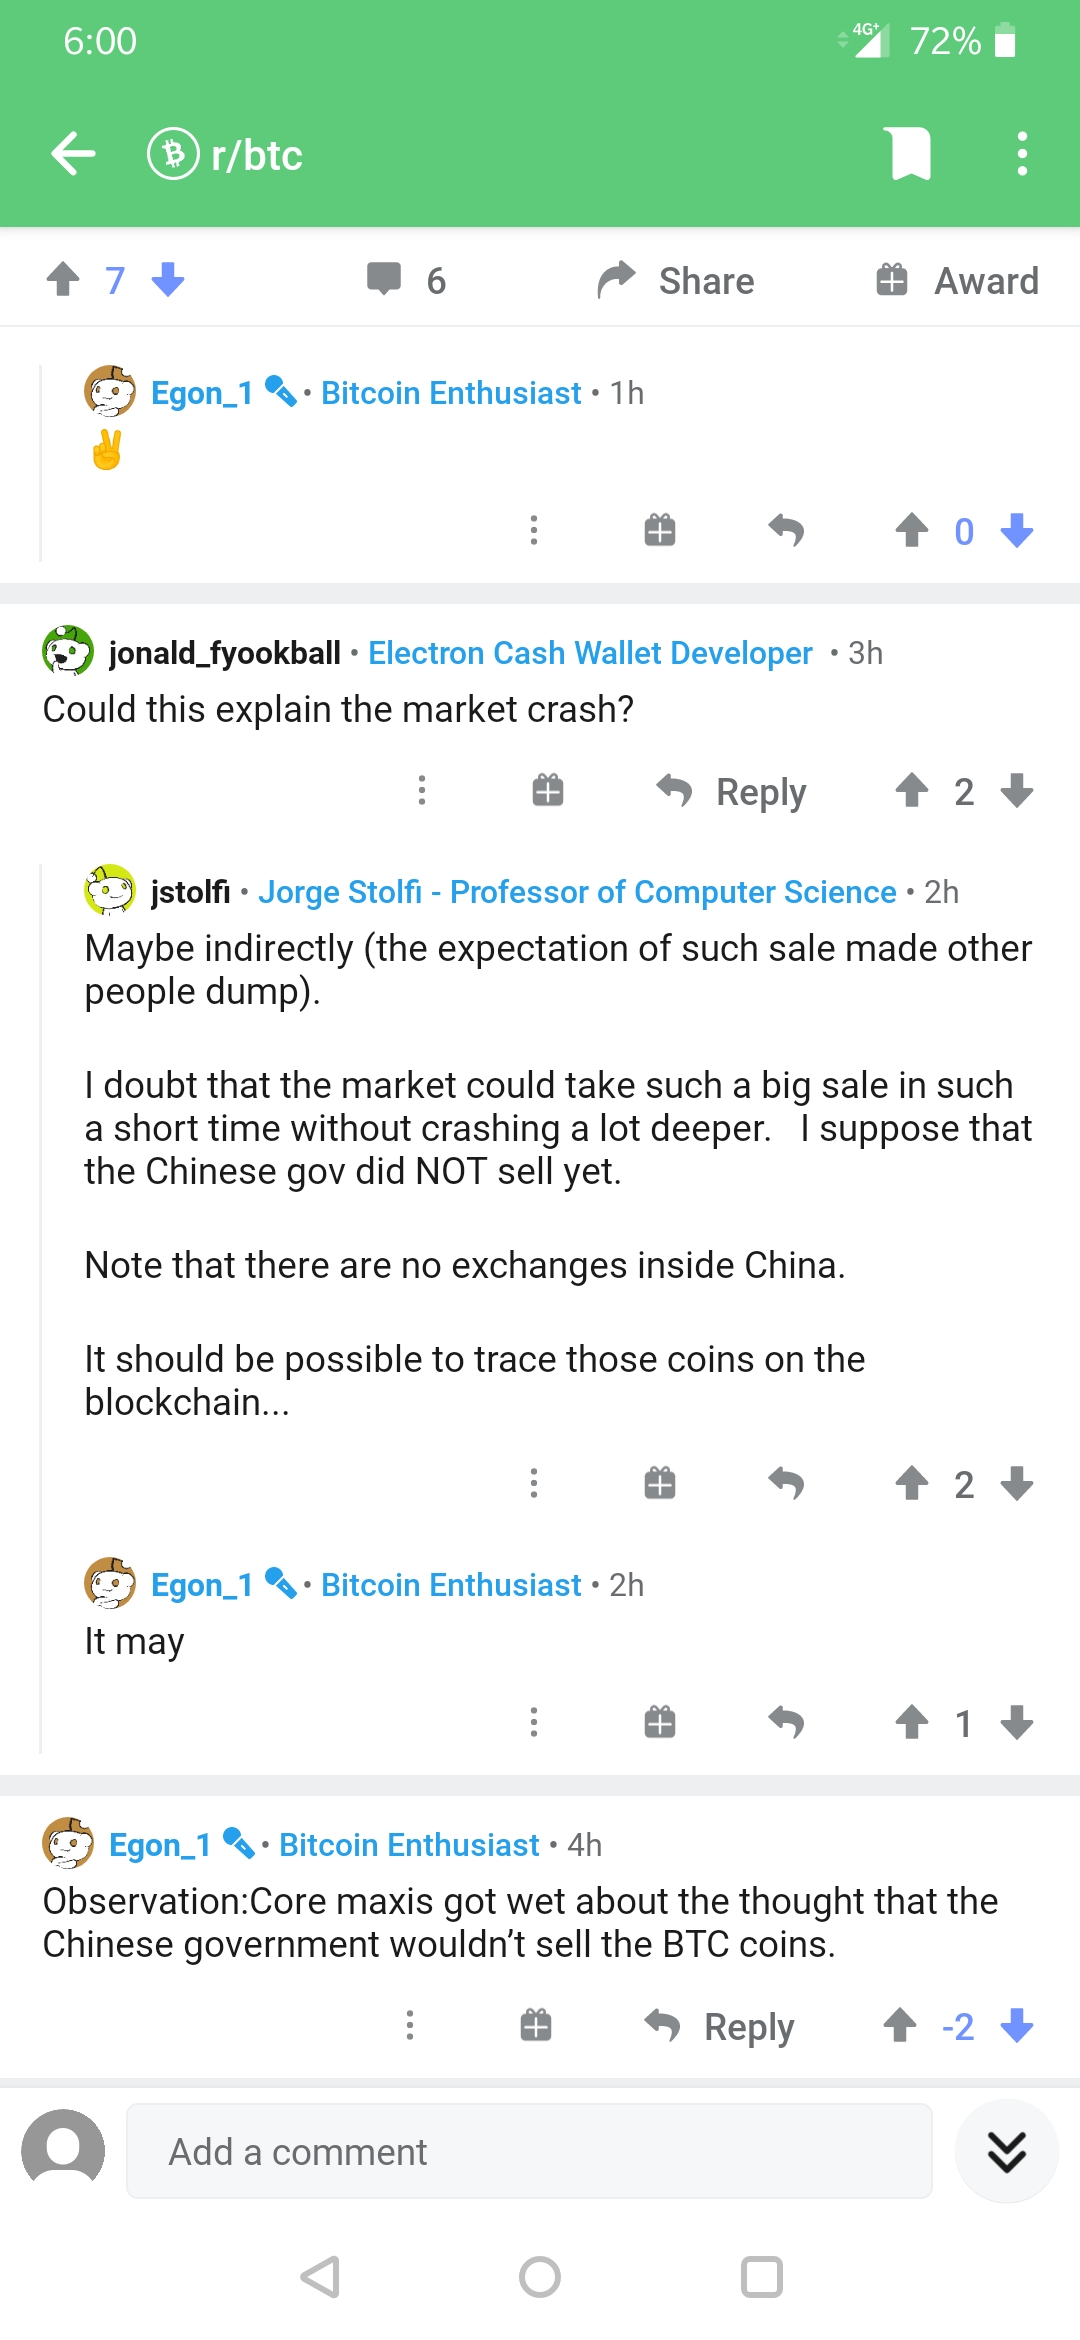 6:00
4G+ 72%
r/btc
7 6 Share Award
Egon_1 • Bitcoin Enthusiast • 1h
✌
0
jonald_fyookball • Electron Cash Wallet Developer • 3h
Could this explain the market crash?
Reply 2
jstolfi • Jorge Stolfi - Professor of Computer Science • 2h
Maybe indirectly (the expectation of such sale made other
people dump).
I doubt that the market could take such a big sale in such
a short time without crashing a lot deeper.   I suppose that
the Chinese gov did NOT sell yet.
Note that there are no exchanges inside China.
It should be possible to trace those coins on the
blockchain...
2
Egon_1 • Bitcoin Enthusiast • 2h
It may
1
Egon_1 • Bitcoin Enthusiast • 4h
Observation:Core maxis got wet about the thought that the
Chinese government wouldn’t sell the BTC coins.
Reply -2
Add a comment